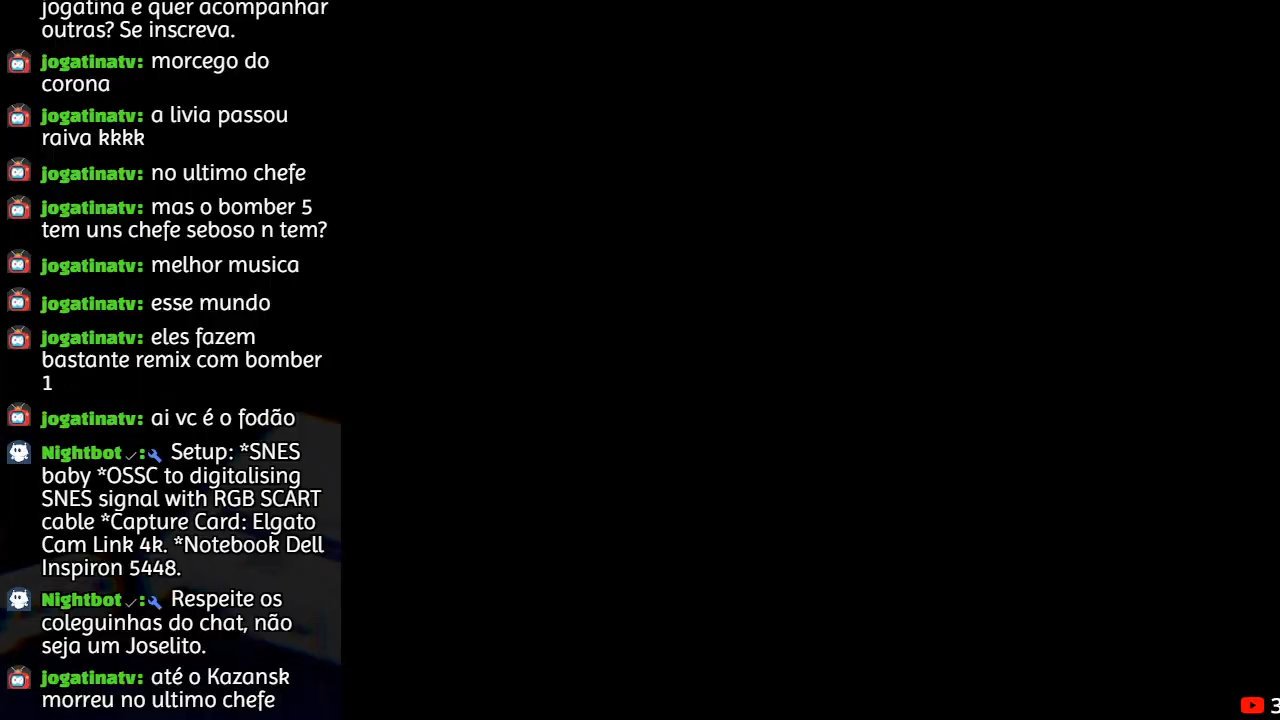 jogatina e quer acompanhar
outras? Se inscreva.
jogatinatv: morcego do
corona
jogatinatv: a livia passou
raiva kkkk
jogatinatv: no ultimo chefe
jogatinatv: mas o bomber 5
tem uns chefe seboso n tem?
jogatinatv: melhor musica
jogatinatv: esse mundo
jogatinatv: eles fazem
bastante remix com bomber
1
jogatinatv: ai vc é o fodão
Nightbot ✓: Setup: *SNES
baby *OSSC to digitalising
SNES signal with RGB SCART
cable *Capture Card: Elgato
Cam Link 4k. *Notebook Dell
Inspiron 5448.
Nightbot ✓: Respeite os
coleguinhas do chat, não
seja um Joselito.
jogatinatv: até o Kazansk
morreu no ultimo chefe
3